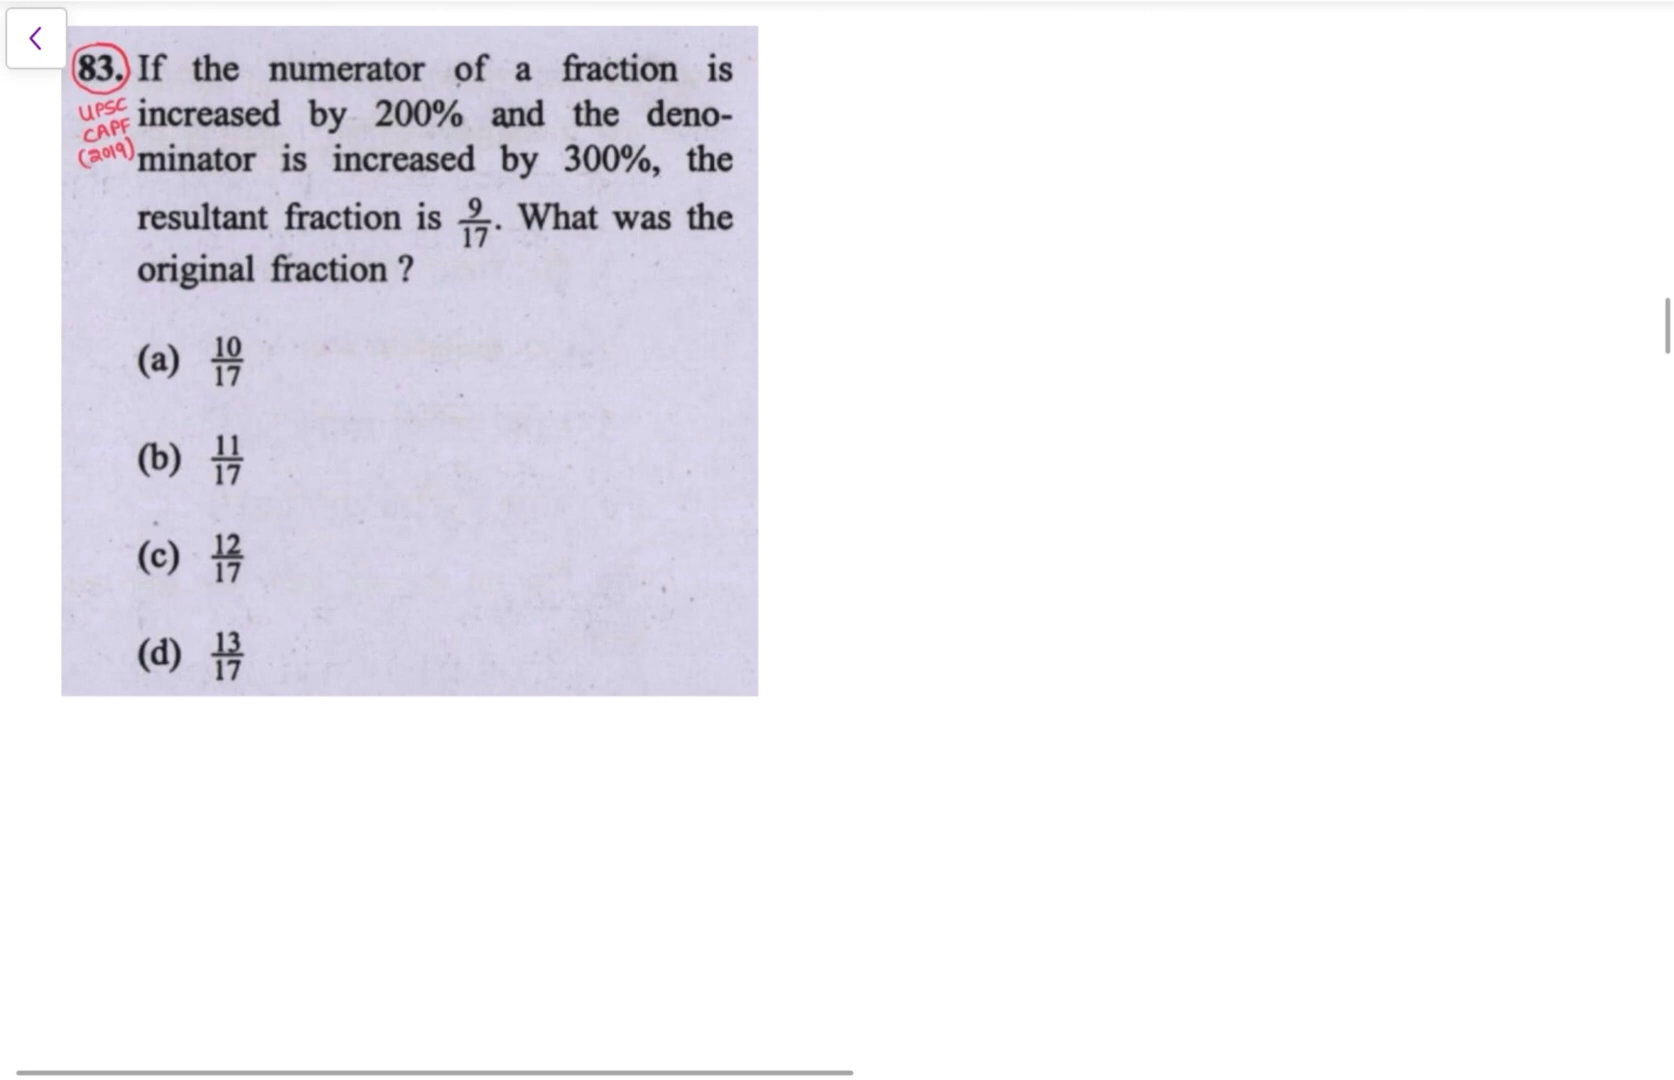 83. If the numerator of a fraction is
UPSC
increased by 200% and the deno-
CAPF
(2019)
minator is increased by 300%, the
resultant fraction is 9/17. What was the
original fraction ?
(a) 10/17
(b) 11/17
(c) 12/17
(d) 13/17